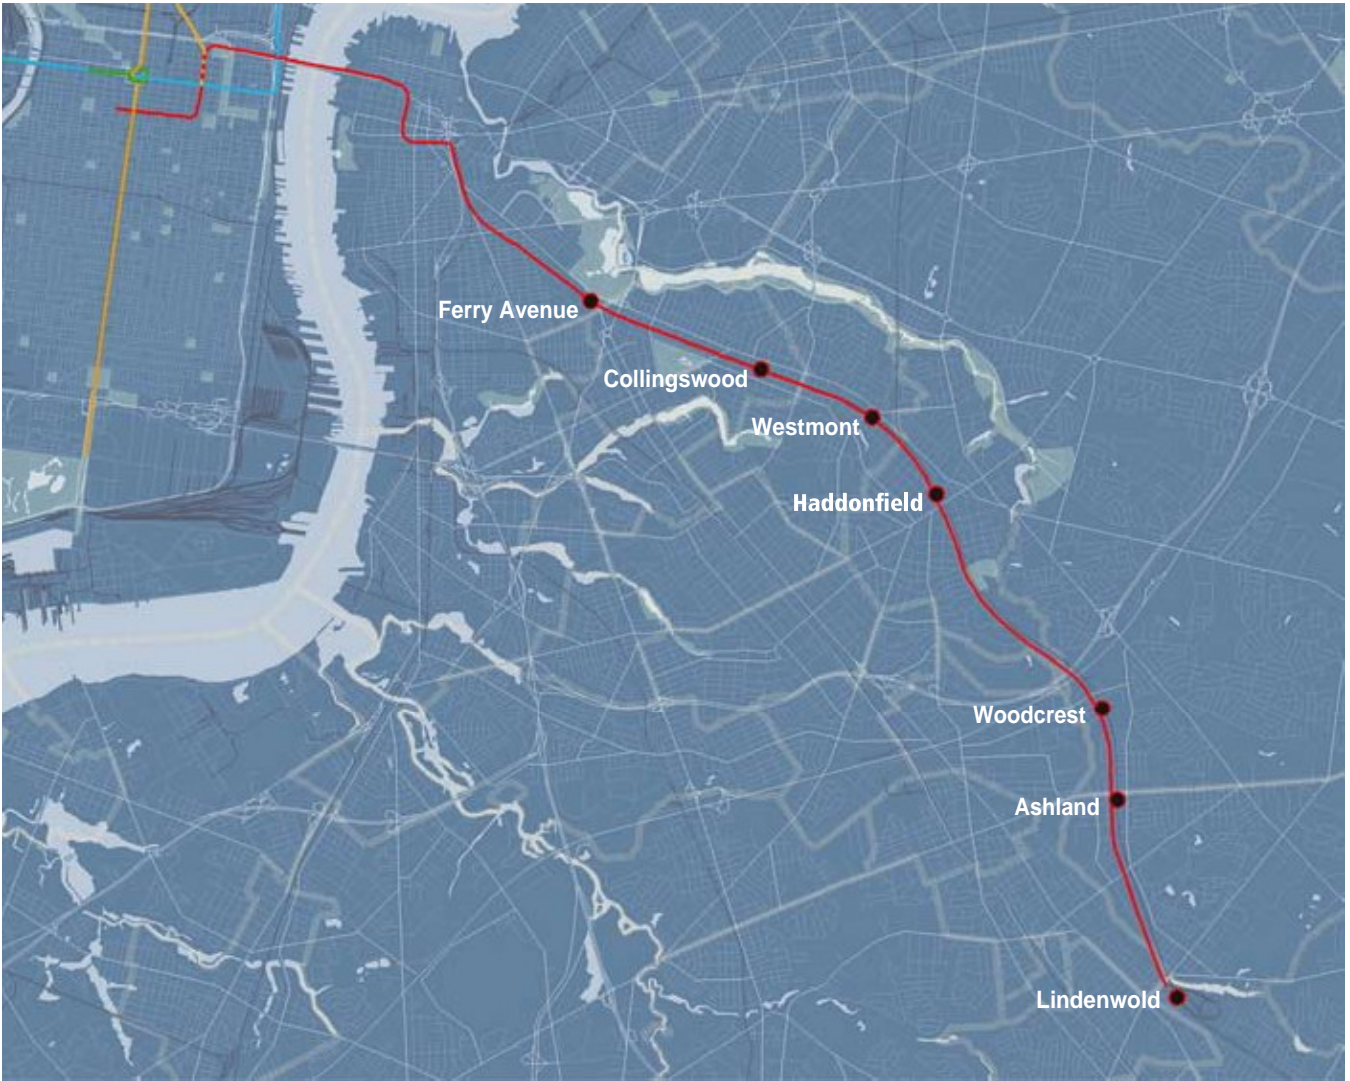 Ferry Avenue
Collingswood
Westmont
Haddonfield
Woodcrest
Ashland
Lindenwold